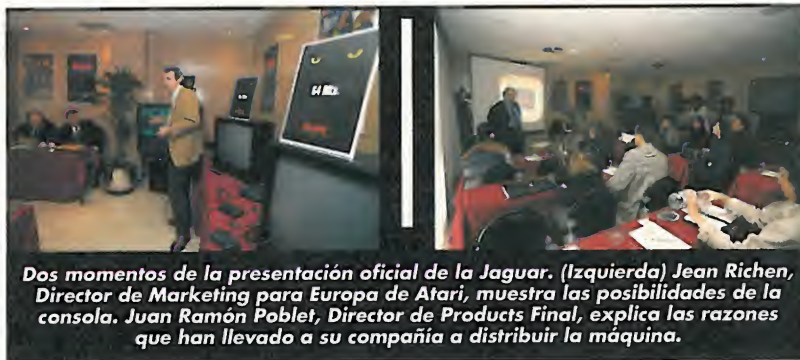 64 Bits
Dos momentos de la presentación oficial de la Jaguar. (Izquierda) Jean Richen,
Director de Marketing para Europa de Atari, muestra las posibilidades de la
consola. Juan Ramón Poblet, Director de Products Final, explica las razones
que han llevado a su compañía a distribuir la máquina.